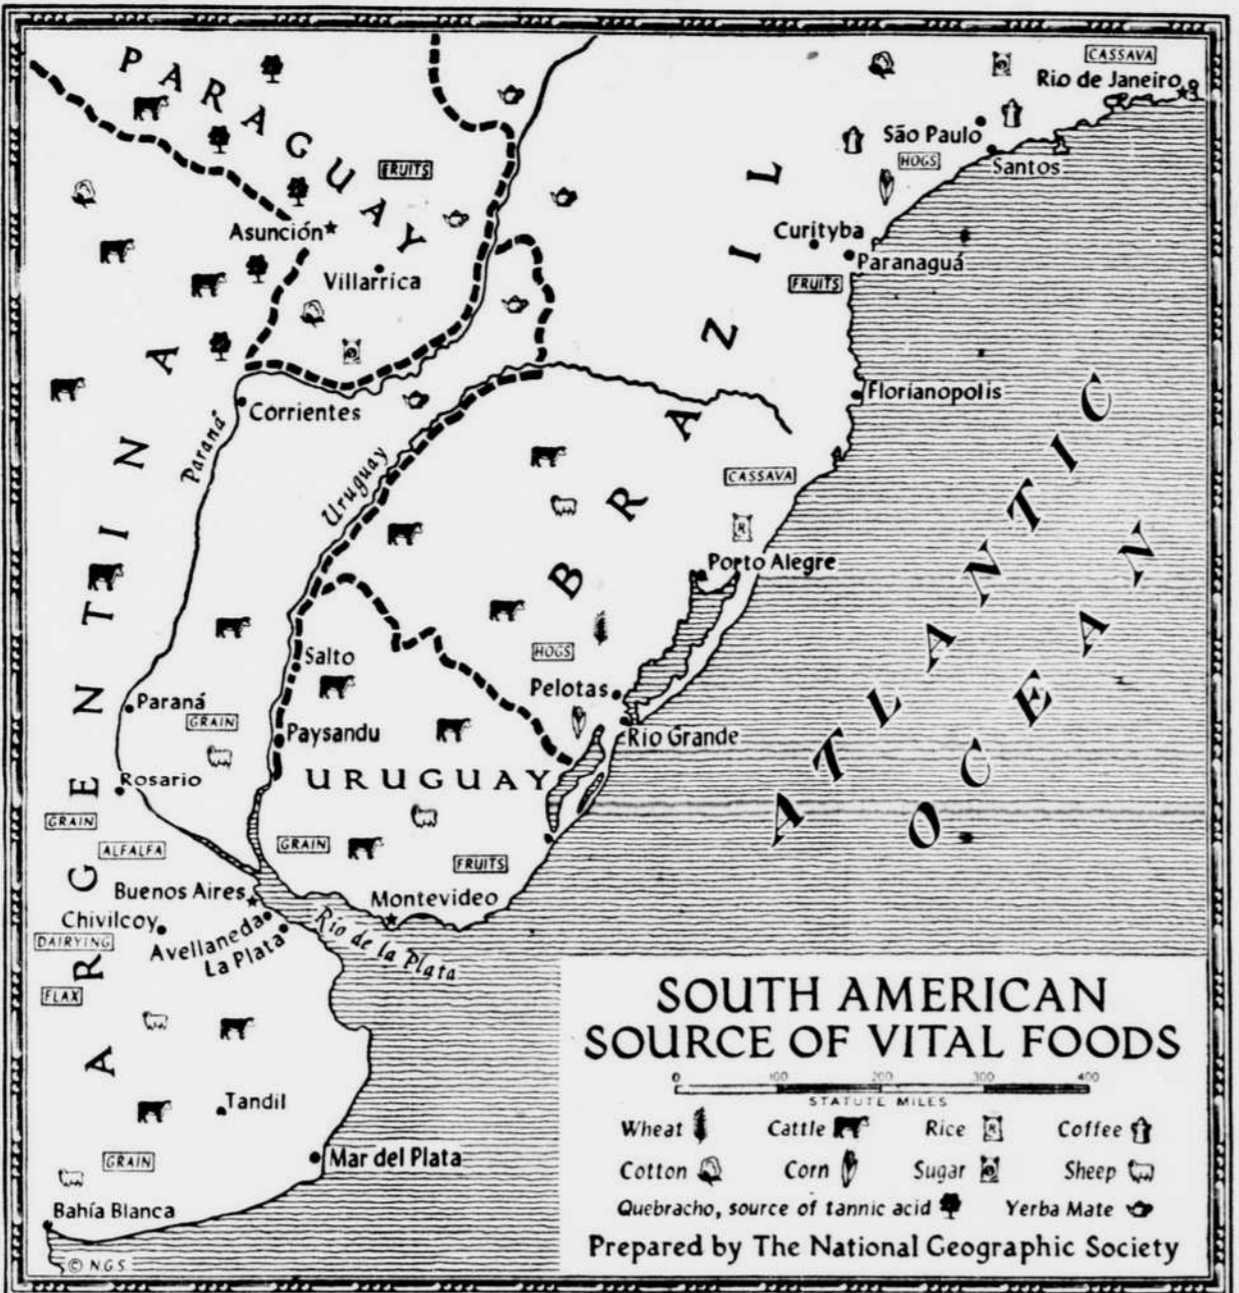 PARAGUAY
CASSAVA
Rio de Janeiro
São Paulo
HOGS
Santos
FRUITS
Asunción
Villarrica
Curityba
Paranaguá
FRUITS
BRAZIL
Florianopolis
Corrientes
Paraná
Uruguay
CASSAVA
Porto Alegre
ATLANTIC
OCEAN
ARGENTINA
Salto
HOGS
Pelotas
Paraná
GRAIN
Paysandu
Rio Grande
URUGUAY
Rosario
GRAIN
ALFALFA
GRAIN
FRUITS
Buenos Aires
Montevideo
Chivilcoy
Avellaneda
La Plata
Río de la Plata
DAIRYING
FLAX
Tandil
GRAIN
Mar del Plata
Bahía Blanca
© N.G.S.
SOUTH AMERICAN
SOURCE OF VITAL FOODS
0 100 200 300 400
STATUTE MILES
Wheat Cattle Rice R Coffee
Cotton Corn Sugar Sheep
Quebracho, source of tannic acid Yerba Mate
Prepared by The National Geographic Society